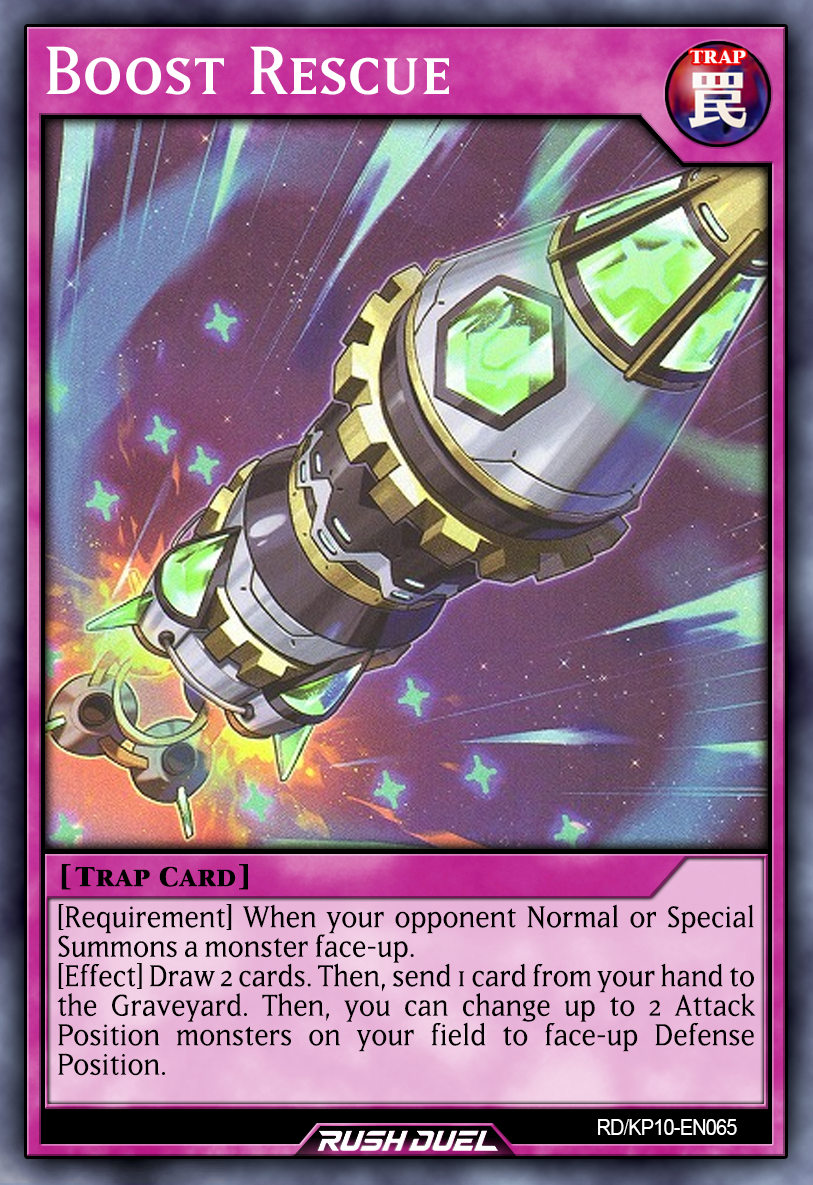 Boost Rescue
TRAP
罠
[Trap Card]
[Requirement] When your opponent Normal or Special
Summons a monster face-up.
[Effect] Draw 2 cards. Then, send 1 card from your hand to
the Graveyard. Then, you can change up to 2 Attack
Position monsters on your field to face-up Defense
Position.
RD/KP10-EN065
RUSH DUEL